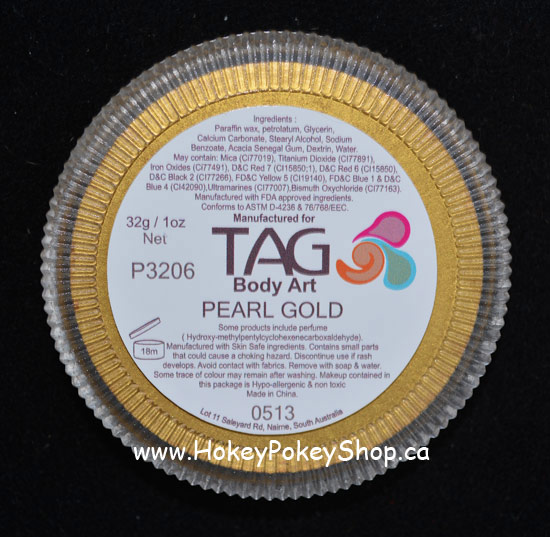 Ingredients :
Paraffin wax, petrolatum, Glycerin,
Calcium Carbonate, Stearyl Alcohol, Sodium
Benzoate, Acacia Senegal Gum, Dextrin, Water.
May contain: Mice (CI77019), Titanium Dioxide (CI77891),
Iron Oxides (CI77491), D&C Red 7 (CI15850;1), D&C Red 6 (CI15850),
D&C Black 2 (CI77266), FD&C Yellow 5 (CI19140), FD&C Blue 1 & D&C
Blue 4 (CI42090),Ultramarines (CI77007),Bismuth Oxychloride (CI77163).
Manufactured with FDA approved ingredients.
Conforms to ASTM D-4236 & 76/768/EEC.
32g / 1oz
Net
Manufactured for
P3206
TAG
Body Art
PEARL GOLD
Some products include perfume
( Hydroxy-methylpentylcyclohexenecarboxaldehyde).
18m
Manufactured with Skin Safe ingredients. Contains small parts
that could cause a choking hazard. Discontinue use if rash
develops. Avoid contact with fabrics. Remove with soap & water.
Some trace of colour may remain after washing. Makeup contained in
this package is Hypo-allergenic & non toxic
Made in China.
0513
Lot 11 Saleyard Rd, Nairne, South Australia
www.HokeyPokeyShop.ca